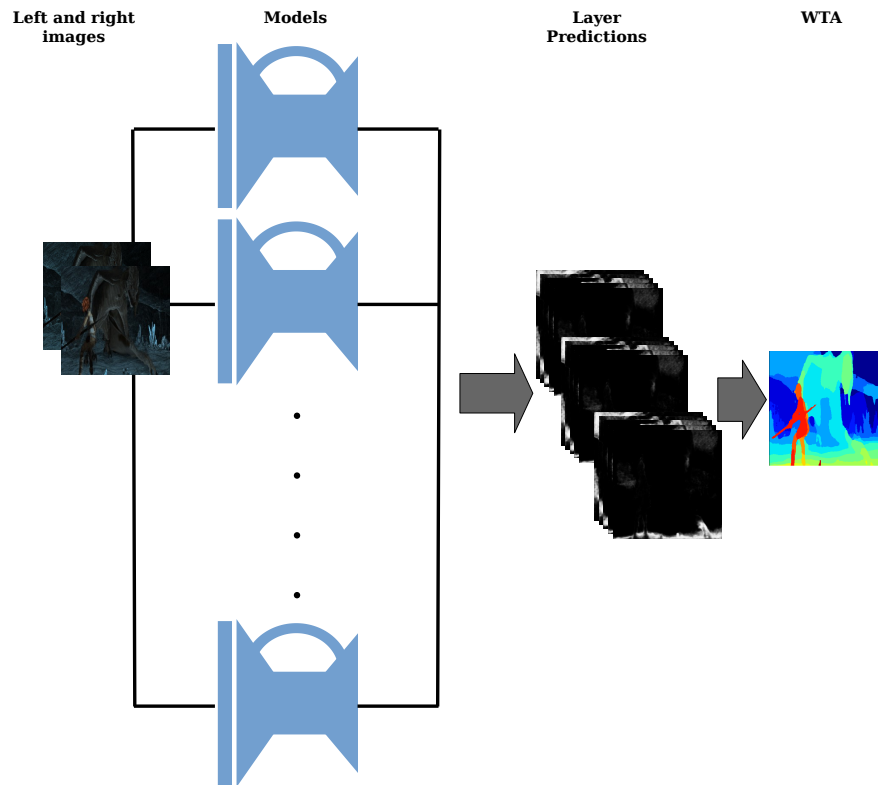 Left and right
images
Models
Layer
Predictions
WTA